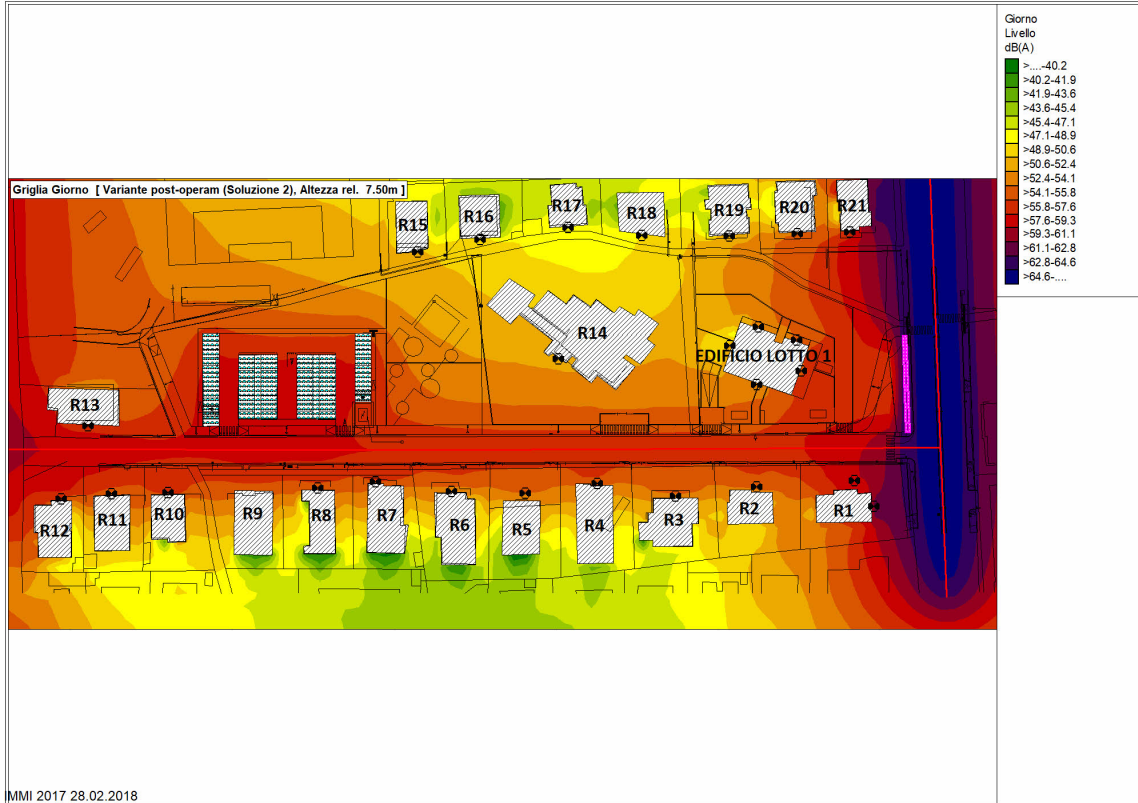 Giorno
Livello
dB(A)
>....-40.2
>40.2-41.9
>41.9-43.6
>43.6-45.4
>45.4-47.1
>47.1-48.9
>48.9-50.6
>50.6-52.4
>52.4-54.1
>54.1-55.8
>55.8-57.6
>57.6-59.3
>59.3-61.1
>61.1-62.8
>62.8-64.6
>64.6-....
Griglia Giorno [ Variante post-operam (Soluzione 2), Altezza rel. 7.50m ]
R15
R16
R17
R18
R19
R20
R21
R14
EDIFICIO LOTTO 1
R13
R12
R11
R10
R9
R8
R7
R6
R5
R4
R3
R2
R1
IMMI 2017 28.02.2018